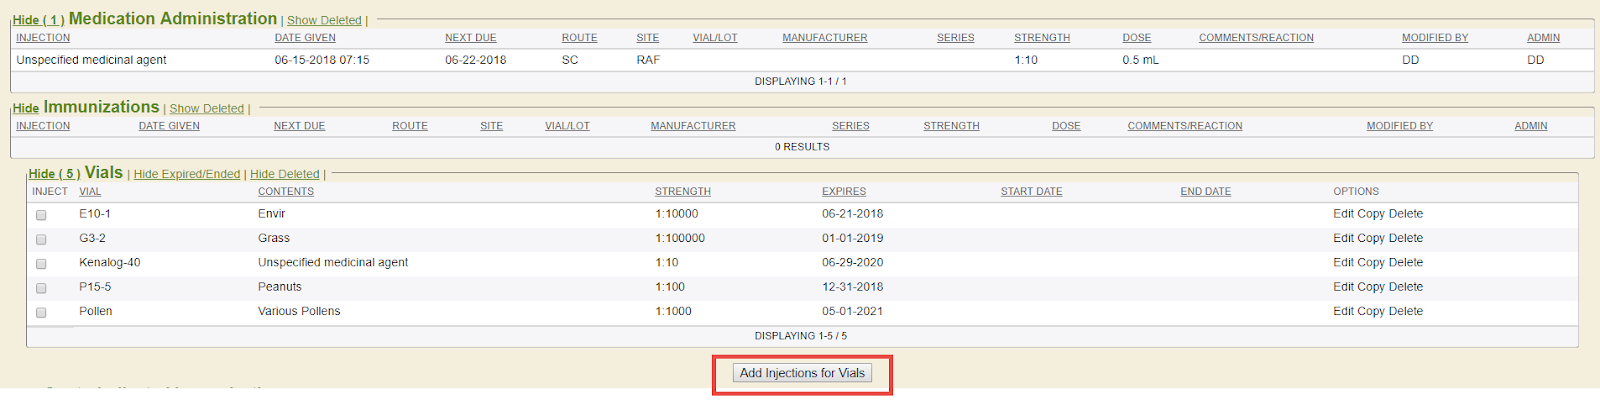 Hide ( 1 ) Medication Administration | Show Deleted |
INJECTION DATE GIVEN NEXT DUE ROUTE SITE VIAL/LOT MANUFACTURER SERIES STRENGTH DOSE COMMENTS/REACTION MODIFIED BY ADMIN
Unspecified medicinal agent 06-15-2018 07:15 06-22-2018 SC RAF 1:10 0.5 mL DD DD
DISPLAYING 1-1 / 1
Hide Immunizations | Show Deleted |
INJECTION DATE GIVEN NEXT DUE ROUTE SITE VIAL/LOT MANUFACTURER SERIES STRENGTH DOSE COMMENTS/REACTION MODIFIED BY ADMIN
0 RESULTS
Hide ( 5 ) Vials | Hide Expired/Ended | Hide Deleted |
INJECT VIAL CONTENTS STRENGTH EXPIRES START DATE END DATE OPTIONS
E10-1 Envir 1:10000 06-21-2018 Edit Copy Delete
G3-2 Grass 1:100000 01-01-2019 Edit Copy Delete
Kenalog-40 Unspecified medicinal agent 1:10 06-29-2020 Edit Copy Delete
P15-5 Peanuts 1:100 12-31-2018 Edit Copy Delete
Pollen Various Pollens 1:1000 05-01-2021 Edit Copy Delete
DISPLAYING 1-5 / 5
Add Injections for Vials